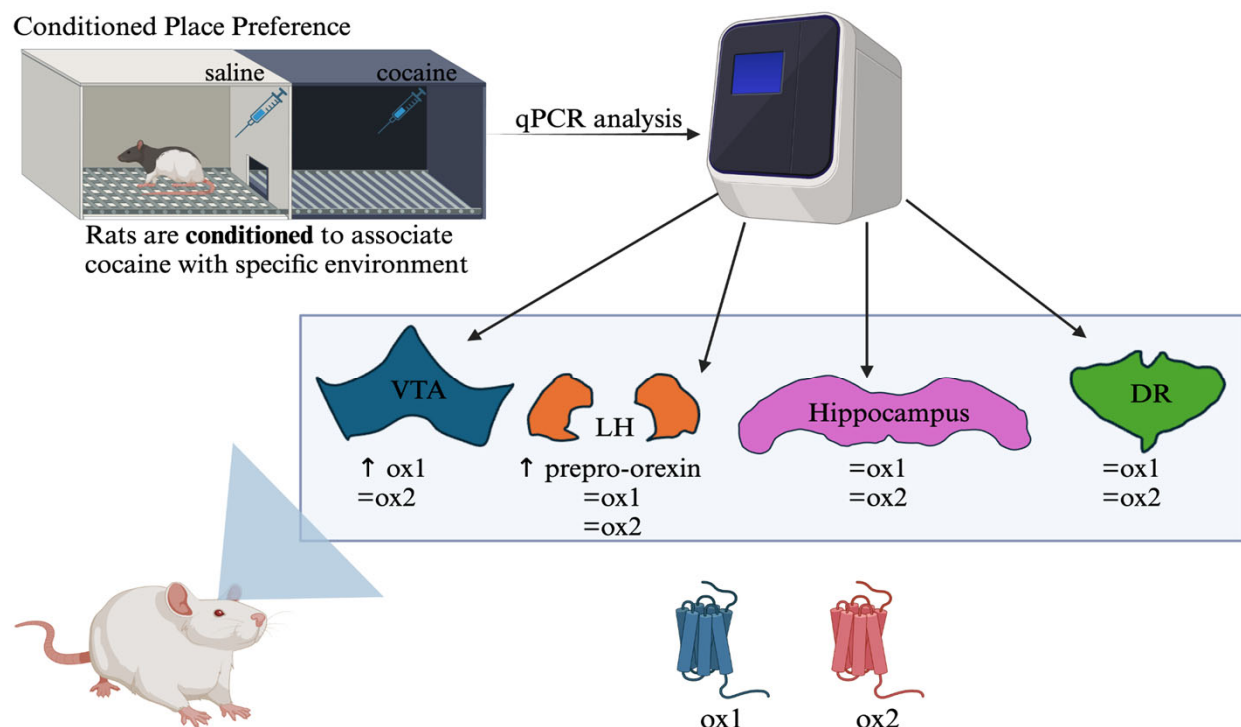 Conditioned Place Preference
saline
cocaine
qPCR analysis
Rats are conditioned to associate
cocaine with specific environment
VTA
↑ ox1
=ox2
LH
↑ prepro-orexin
=ox1
=ox2
Hippocampus
=ox1
=ox2
DR
=ox1
=ox2
ox1
ox2